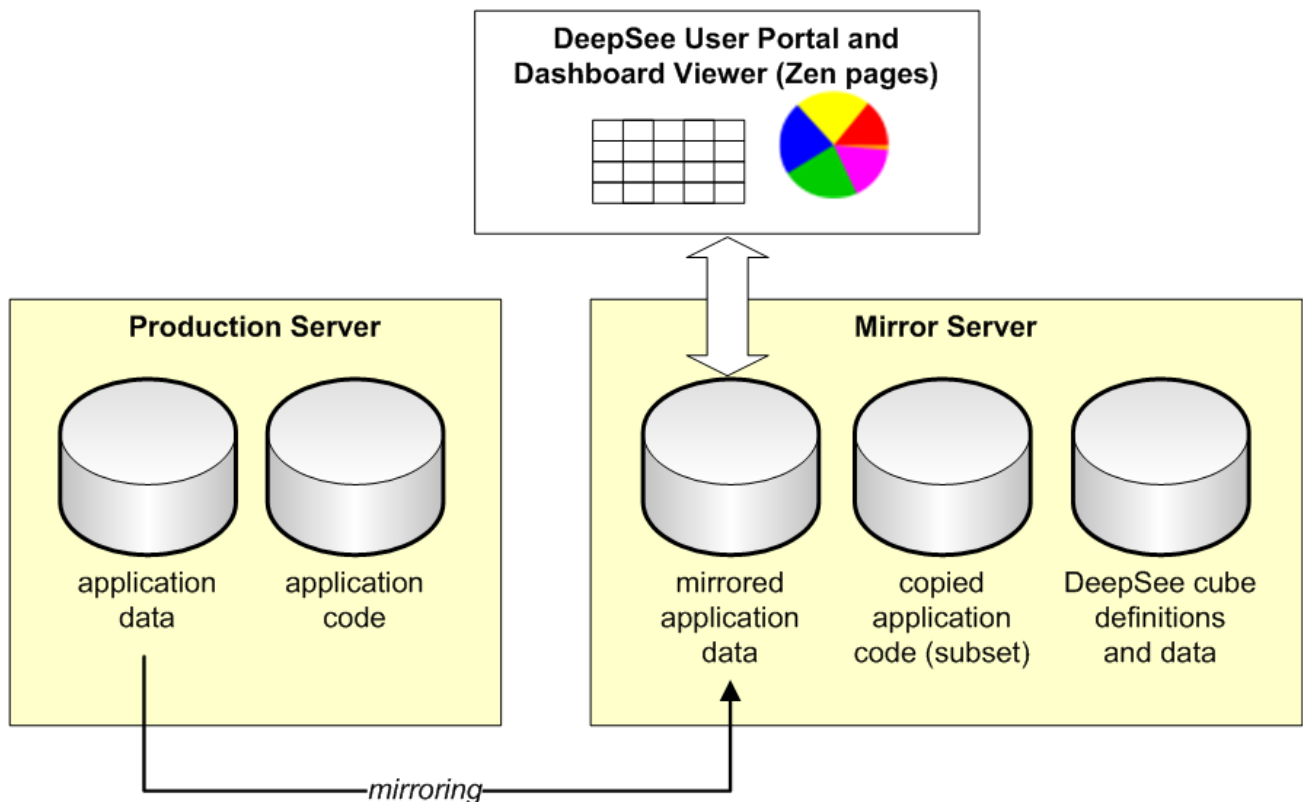 DeepSee User Portal and
Dashboard Viewer (Zen pages)
Production Server
application
data
application
code
Mirror Server
mirrored
application
data
copied
application
code (subset)
DeepSee cube
definitions
and data
mirroring